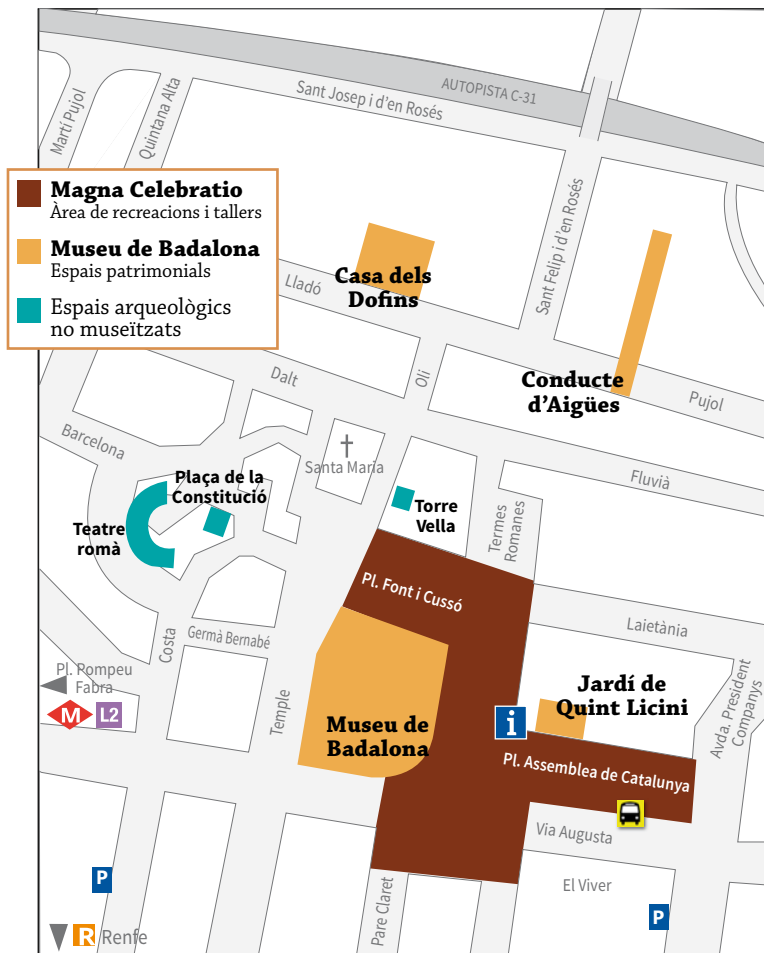 AUTOPISTA C-31
Sant Josep i d'en Rosés
Martí Pujol
Quintana Alta
Sant Felip i d'en Rosés
Magna Celebratio
Àrea de recreacions i tallers
Museu de Badalona
Espais patrimonials
Espais arqueològics
no museïtzats
Casa dels
Dofins
Lladó
Oli
Dalt
Conducte
d'Aigües
Pujol
Barcelona
Santa Maria
Fluvià
Plaça de la
Constitució
Teatre
romà
Torre
Vella
Termes
Romanes
Pl. Font i Cussó
Laietània
Costa
Germà Bernabé
Pl. Pompeu
Fabra
M L2
Temple
Museu de
Badalona
i
Jardí de
Quint Licini
Avda. President
Companys
Pl. Assemblea de Catalunya
Via Augusta
El Viver
P
P
Pare Claret
R Renfe